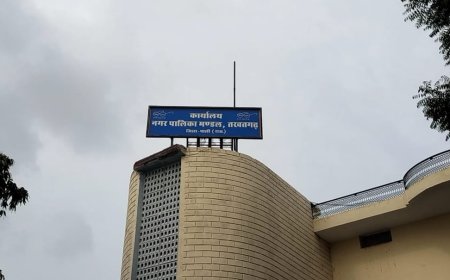 कार्यालय
नगर पालिका मण्डल, तखतगढ़
जिला-पाली (राज.)